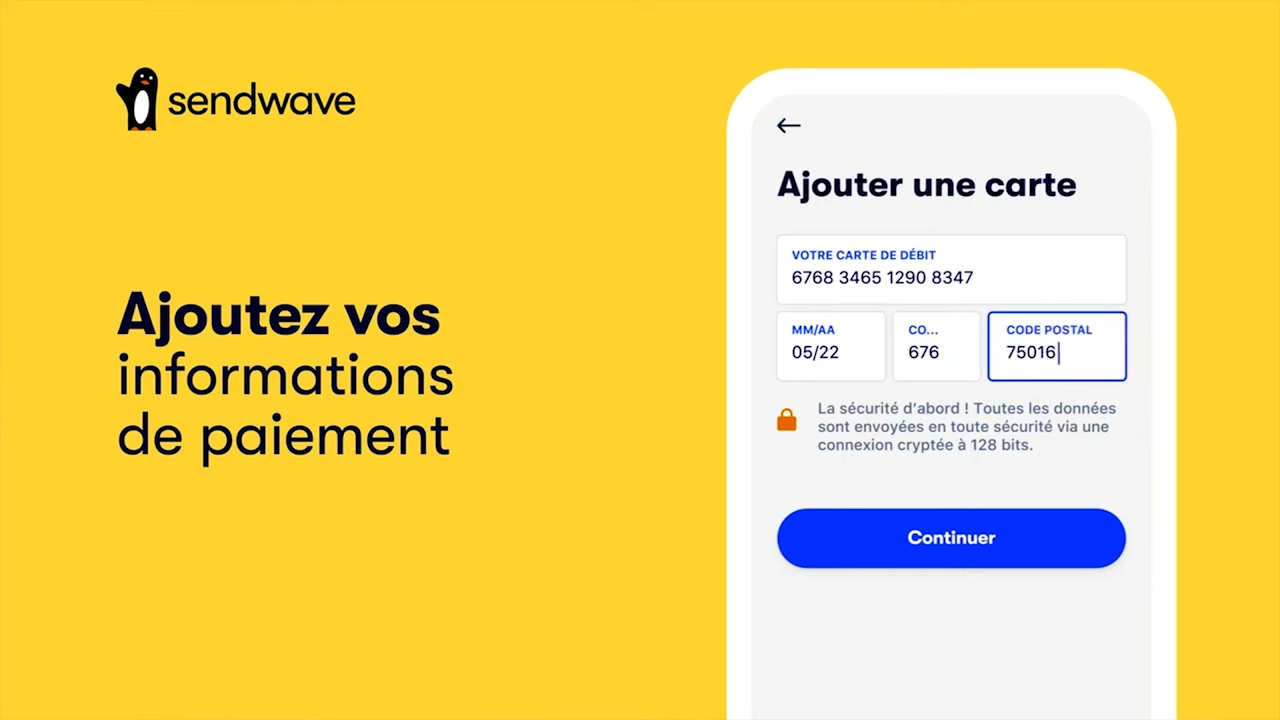 sendwave
Ajoutez vos
informations
de paiement
Ajouter une carte
VOTRE CARTE DE DÉBIT
6768 3465 1290 8347
MM/AA
05/22
CO...
676
CODE POSTAL
75016
La sécurité d'abord ! Toutes les données
sont envoyées en toute sécurité via une
connexion cryptée à 128 bits.
Continuer